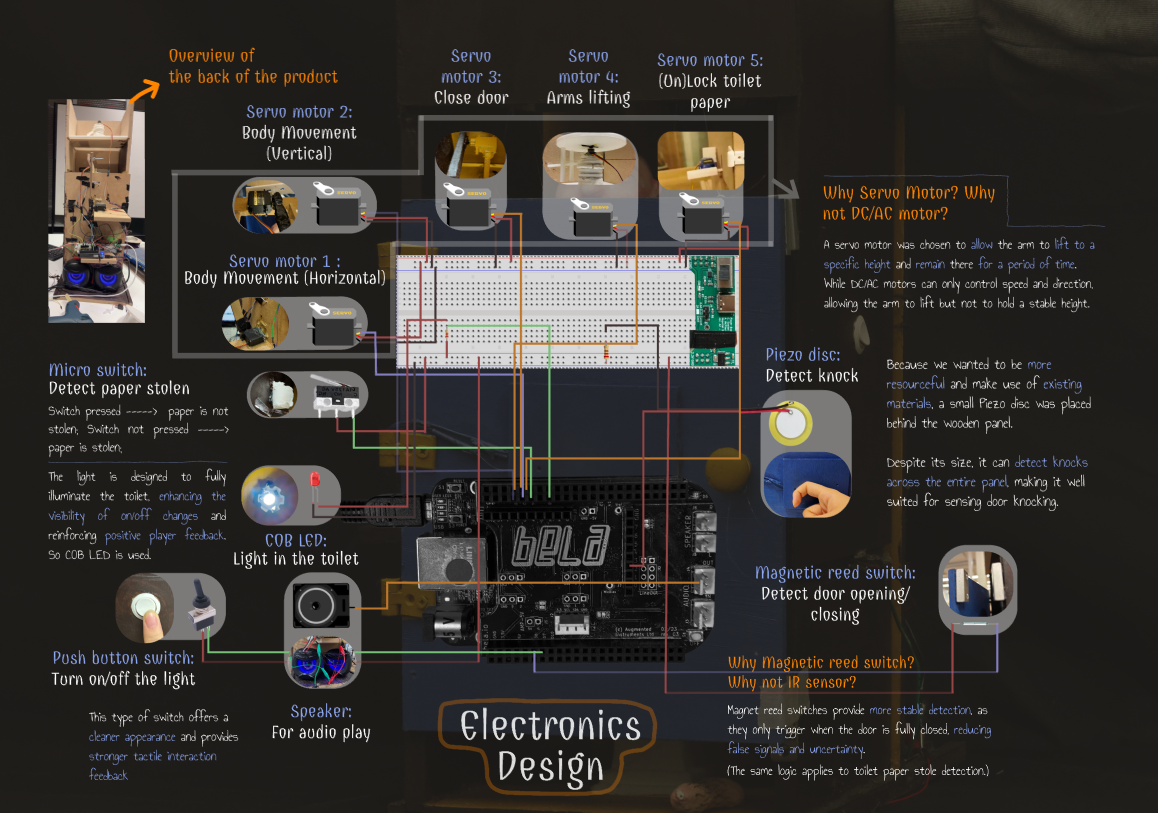 Overview of
the back of the product
Servo
motor 3:
Close door
Servo
motor 4:
Arms lifting
Servo motor 5:
(Un)Lock toilet
paper
Servo motor 2:
Body Movement
(Vertical)
Servo motor 1 :
Body Movement (Horizontal)
SERVO
SERVO
SERVO
SERVO
SERVO
Why Servo Motor? Why
not DC/AC motor?
A servo motor was chosen to allow the arm to lift to a
specific height and remain there for a period of time.
While DC/AC motors can only control speed and direction,
allowing the arm to lift but not to hold a stable height.
Micro switch:
Detect paper stolen
Switch pressed -----> paper is not
stolen; Switch not pressed ----->
paper is stolen;
The light is designed to fully
illuminate the toilet, enhancing the
visibility of on/off changes and
reinforcing positive player feedback.
So COB LED is used.
COB LED:
Light in the toilet
Piezo disc:
Detect knock
Because we wanted to be more
resourceful and make use of existing
materials, a small Piezo disc was placed
behind the wooden panel.
Despite its size, it can detect knocks
across the entire panel, making it well
suited for sensing door knocking.
bela
SPEAKER
OUT
AUDIO
IN
(c) Augmented
Instruments Ltd
Push button switch:
Turn on/off the light
This type of switch offers a
cleaner appearance and provides
stronger tactile interaction
feedback
Speaker:
For audio play
Electronics
Design
Magnetic reed switch:
Detect door opening/
closing
Why Magnetic reed switch?
Why not IR sensor?
Magnet reed switches provide more stable detection, as
they only trigger when the door is fully closed, reducing
false signals and uncertainty.
(The same logic applies to toilet paper stole detection.)